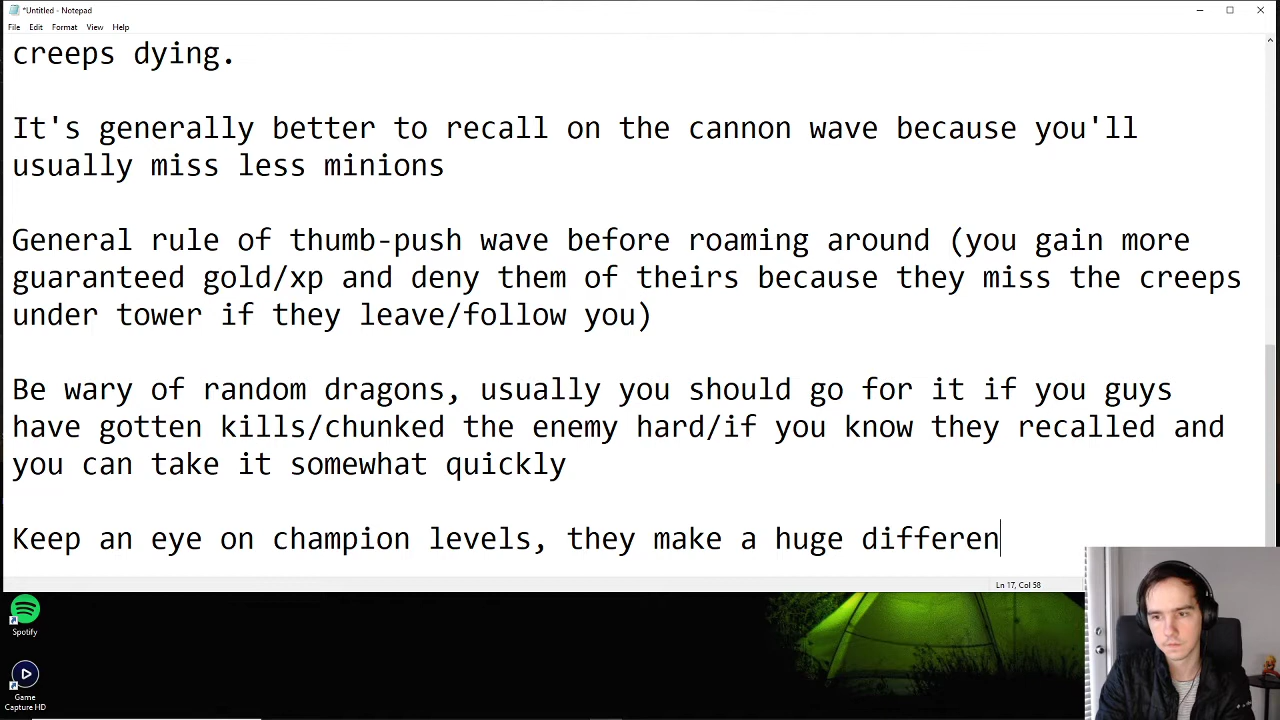 *Untitled - Notepad
File Edit Format View Help
creeps dying.
It's generally better to recall on the cannon wave because you'll
usually miss less minions
General rule of thumb-push wave before roaming around (you gain more
guaranteed gold/xp and deny them of theirs because they miss the creeps
under tower if they leave/follow you)
Be wary of random dragons, usually you should go for it if you guys
have gotten kills/chunked the enemy hard/if you know they recalled and
you can take it somewhat quickly
Keep an eye on champion levels, they make a huge differen
Ln 17, Col 58
Spotify
Game
Capture HD